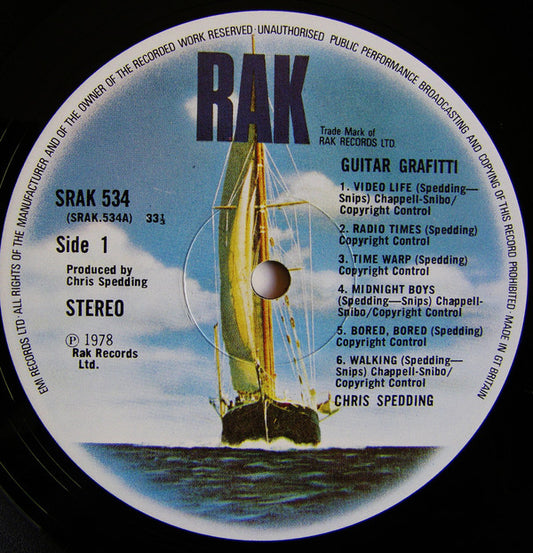 EMI RECORDS LTD·ALL RIGHTS OF THE MANUFACTURER AND OF THE OWNER OF THE RECORDED WORK RESERVED·UNAUTHORISED PUBLIC PERFORMANCE BROADCASTING AND COPYING OF THIS RECORD PROHIBITED·MADE IN GT BRITAIN
RAK
Trade Mark of
RAK RECORDS LTD.
GUITAR GRAFITTI
SRAK 534
(SRAK.534A) 33⅓
Side 1
Produced by
Chris Spedding
STEREO
Ⓟ 1978
Rak Records
Ltd.
1. VIDEO LIFE (Spedding—
Snips) Chappell-Snibo/
Copyright Control
2. RADIO TIMES (Spedding)
Copyright Control
3. TIME WARP (Spedding)
Copyright Control
4. MIDNIGHT BOYS
(Spedding—Snips) Chappell-
Snibo/Copyright Control
5. BORED, BORED (Spedding)
Copyright Control
6. WALKING (Spedding—
Snips) Chappell-Snibo/
Copyright Control
CHRIS SPEDDING